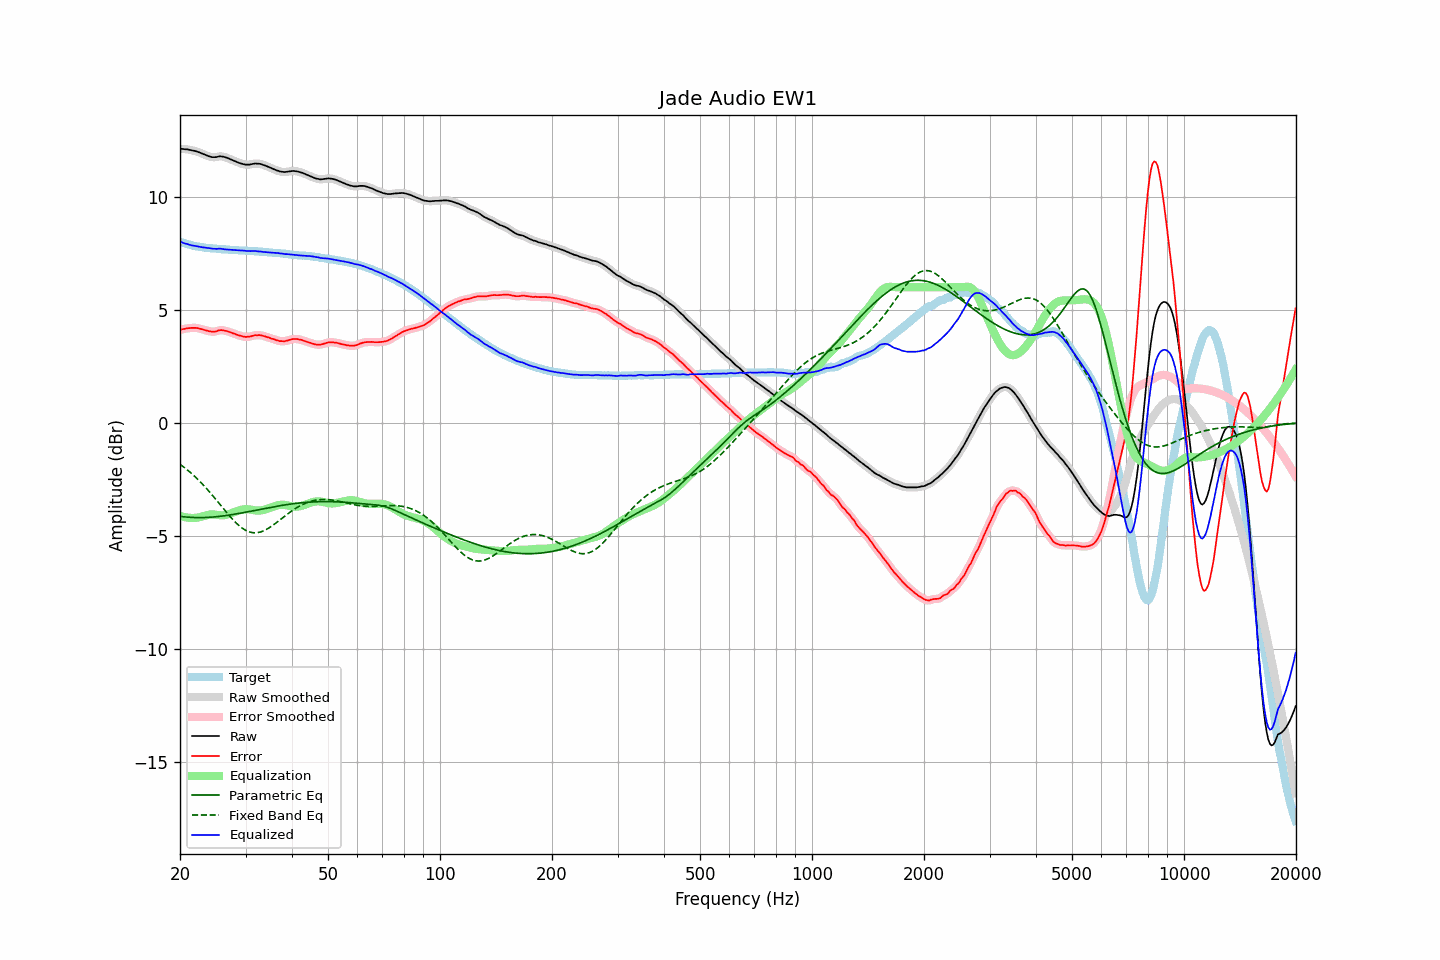 Jade Audio EW1
Amplitude (dBr)
10
5
0
−5
−10
−15
Target
Raw Smoothed
Error Smoothed
Raw
Error
Equalization
Parametric Eq
Fixed Band Eq
Equalized
20 50 100 200 500 1000 2000 5000 10000 20000
Frequency (Hz)